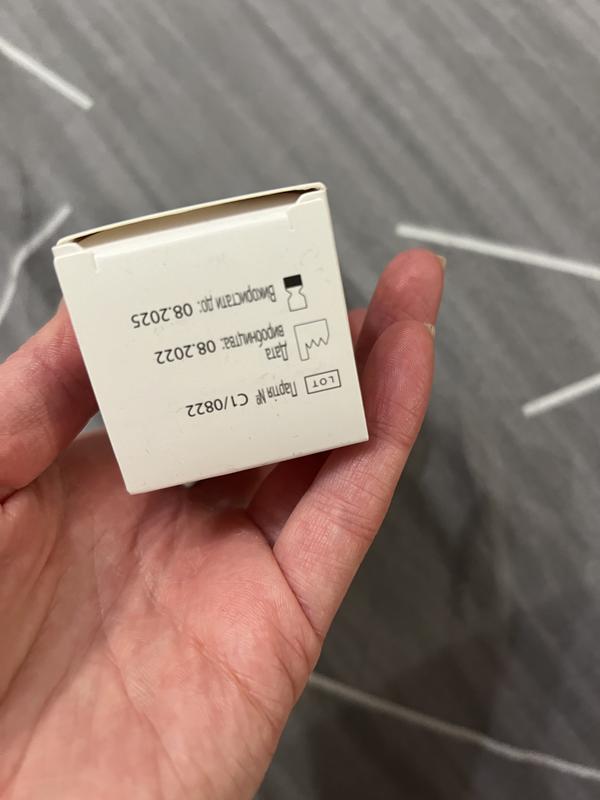 LOT Партія № C1/0822
Дата
виробництва: 08.2022
Використати до: 08.2025